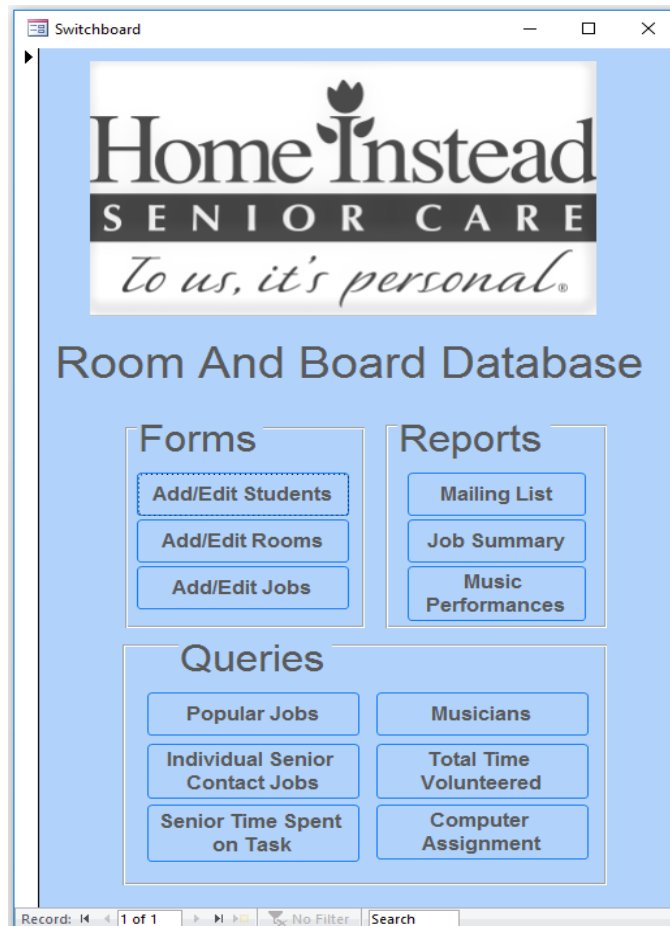 Switchboard
Home Instead
SENIOR CARE
To us, it's personal.®
Room And Board Database
Forms
Add/Edit Students
Add/Edit Rooms
Add/Edit Jobs
Reports
Mailing List
Job Summary
Music
Performances
Queries
Popular Jobs
Musicians
Individual Senior
Contact Jobs
Total Time
Volunteered
Senior Time Spent
on Task
Computer
Assignment
Record: 1 of 1 No Filter Search